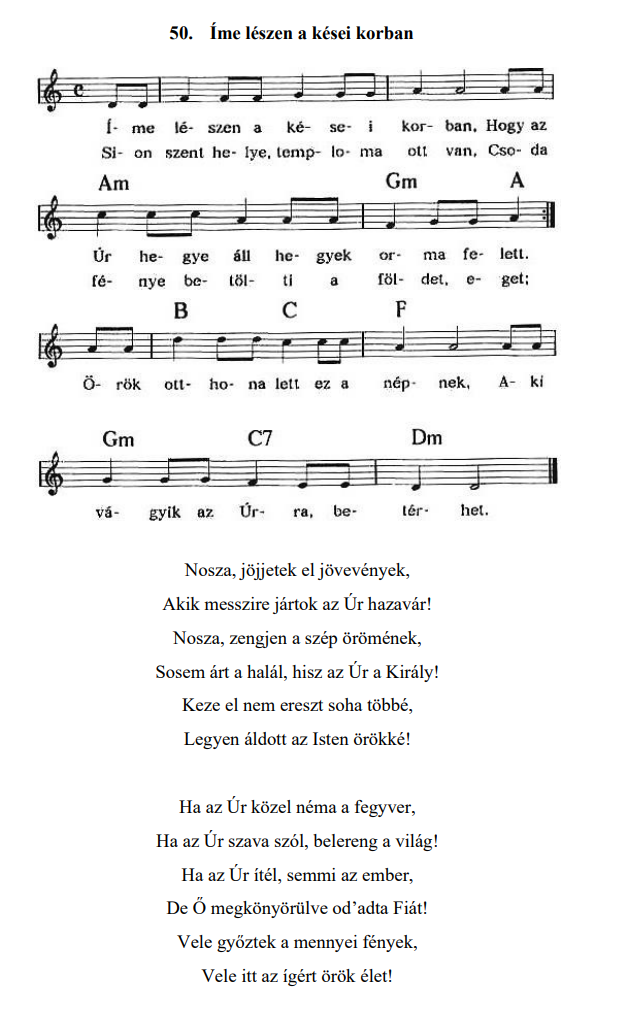 50. Íme lészen a kései korban
Í- me lé- szen a ké- se- i kor- ban, Hogy az
Si- on szent he- lye, temp- lo- ma ott van, Cso- da
Am Gm A
Úr he- gye áll he- gyek or- ma fe- lett.
fé- nye be- töl- ti a föl- det, e- get;
B C F
Ö- rök ott- ho- na lett ez a nép- nek, A- ki
Gm C7 Dm
vá- gyik az Úr- ra, be- tér- het.
Nosza, jöjjetek el jövevények,
Akik messzire jártok az Úr hazavár!
Nosza, zengjen a szép örömének,
Sosem árt a halál, hisz az Úr a Király!
Keze el nem ereszt soha többé,
Legyen áldott az Isten örökké!
Ha az Úr közel néma a fegyver,
Ha az Úr szava szól, belereng a világ!
Ha az Úr ítél, semmi az ember,
De Ő megkönyörülve od’adta Fiát!
Vele győztek a mennyei fények,
Vele itt az ígért örök élet!